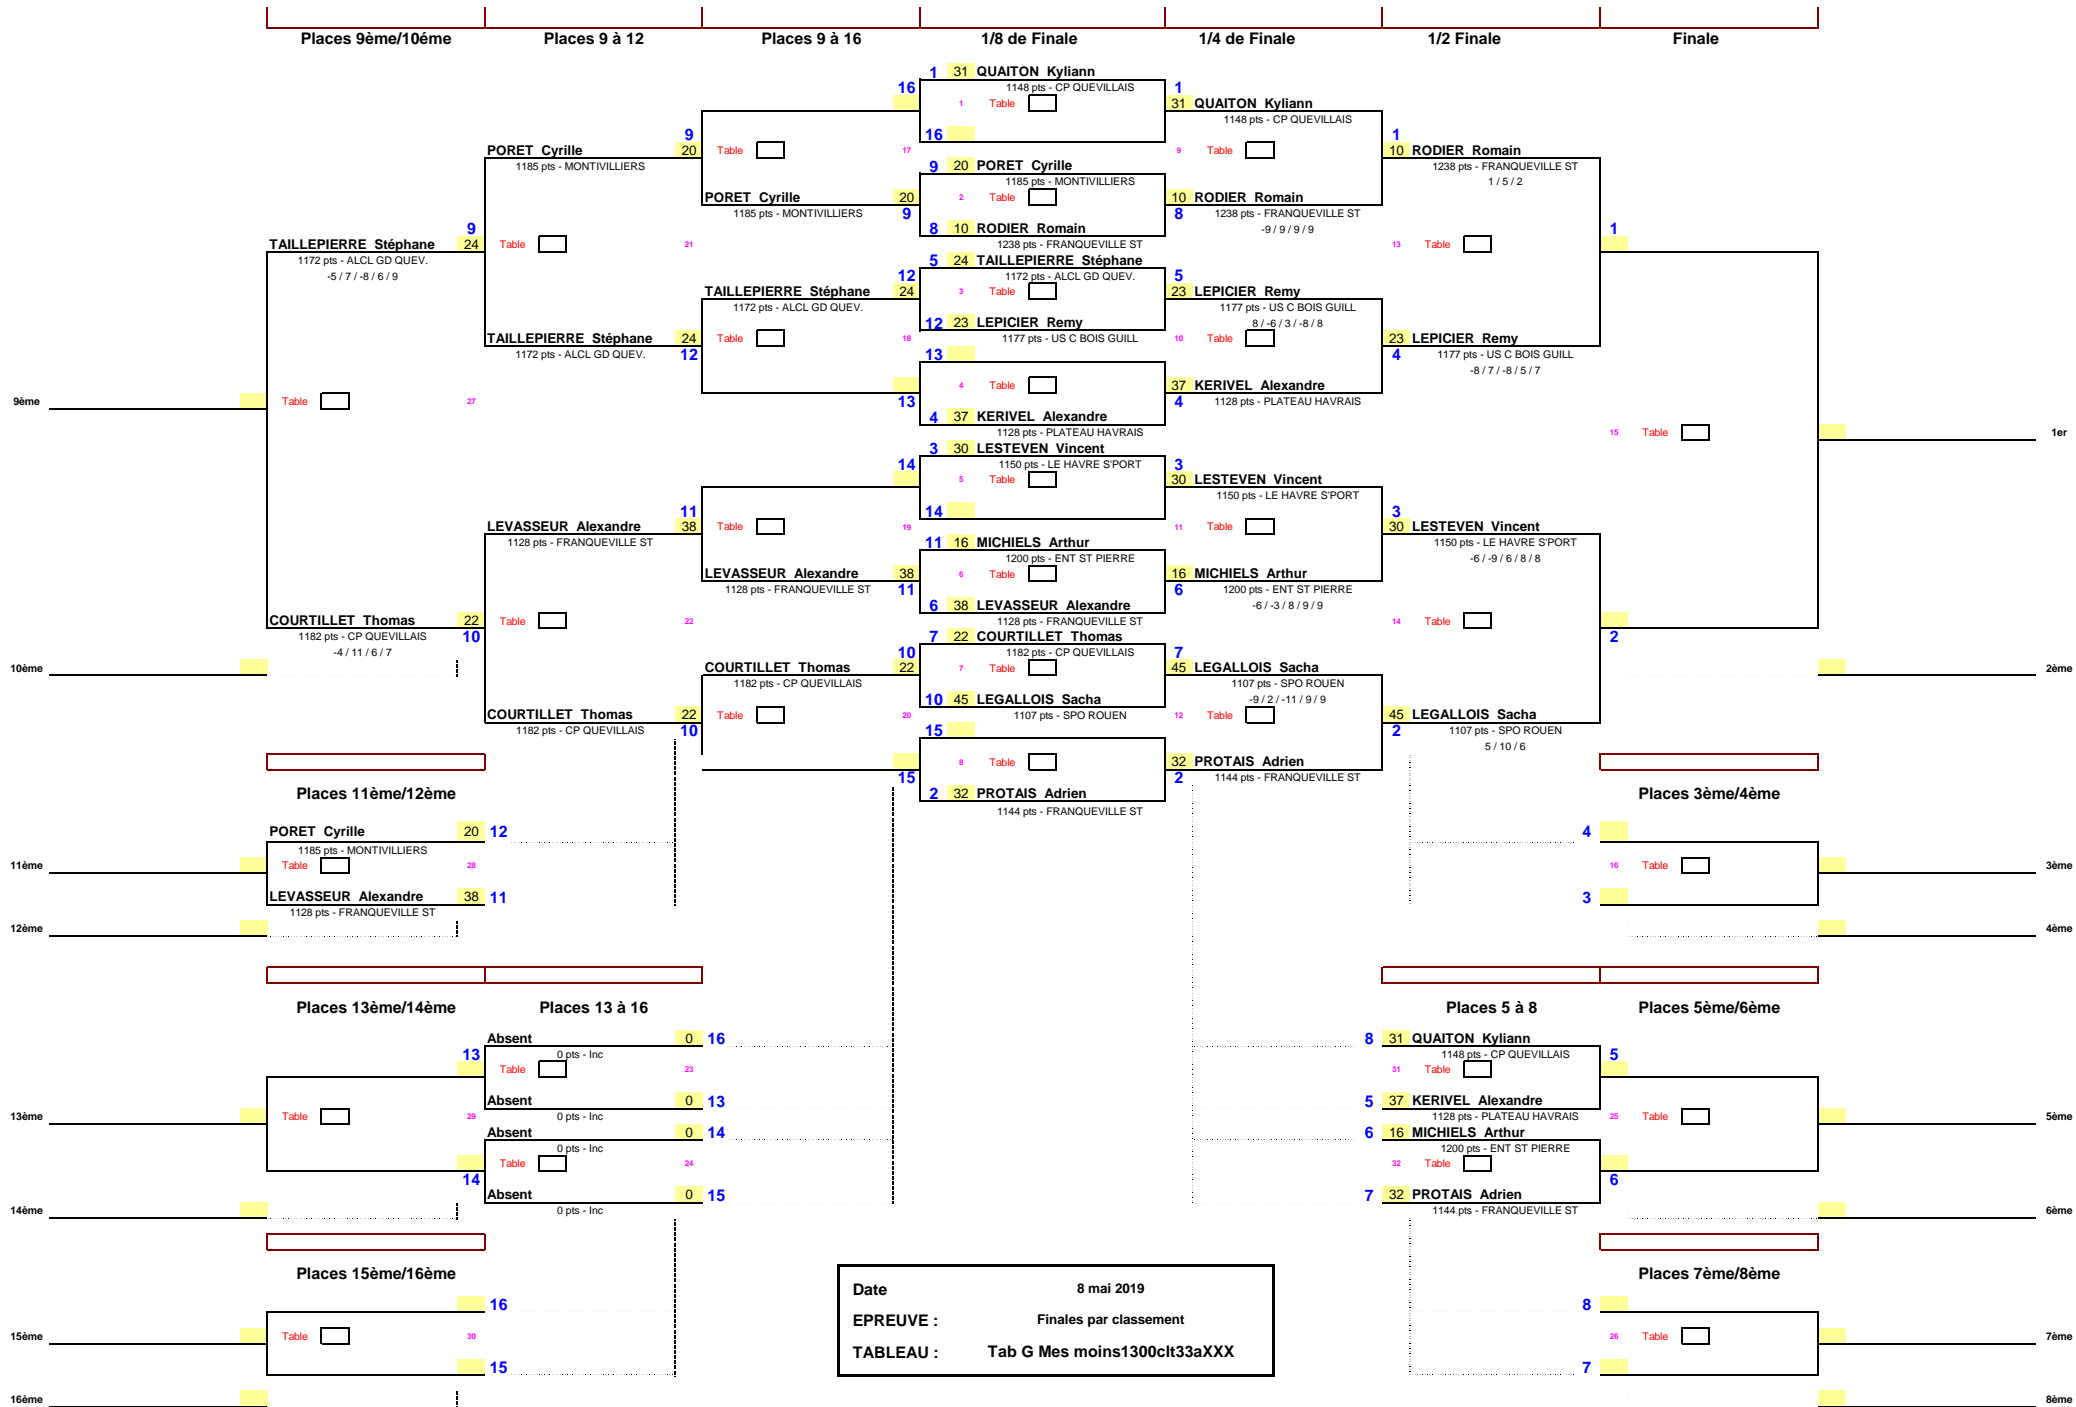 Places 9ème/10éme Places 9 à 12 Places 9 à 16 1/8 de Finale 1/4 de Finale 1/2 Finale Finale
1 31 QUAITON Kyliann
16 1148 pts - CP QUEVILLAIS 1
1 Table 31 QUAITON Kyliann
1148 pts - CP QUEVILLAIS
9 16 1
PORET Cyrille 20 Table 17 9 Table 10 RODIER Romain
1185 pts - MONTIVILLIERS 9 20 PORET Cyrille 1238 pts - FRANQUEVILLE ST
1185 pts - MONTIVILLIERS 1 / 5 / 2
PORET Cyrille 20 2 Table 10 RODIER Romain
1185 pts - MONTIVILLIERS 9 8 1238 pts - FRANQUEVILLE ST
9 8 10 RODIER Romain -9 / 9 / 9 / 9 1
TAILLEPIERRE Stéphane 24 Table 21 1238 pts - FRANQUEVILLE ST 13 Table
1172 pts - ALCL GD QUEV. 5 24 TAILLEPIERRE Stéphane
-5 / 7 / -8 / 6 / 9 12 1172 pts - ALCL GD QUEV. 5
TAILLEPIERRE Stéphane 24 3 Table 23 LEPICIER Remy
1172 pts - ALCL GD QUEV. 1177 pts - US C BOIS GUILL
12 23 LEPICIER Remy 8 / -6 / 3 / -8 / 8
TAILLEPIERRE Stéphane 24 Table 18 1177 pts - US C BOIS GUILL 10 Table 23 LEPICIER Remy
1172 pts - ALCL GD QUEV. 12 13 4 1177 pts - US C BOIS GUILL
-8 / 7 / -8 / 5 / 7
4 Table 37 KERIVEL Alexandre
9ème Table 27 13 4 1128 pts - PLATEAU HAVRAIS
4 37 KERIVEL Alexandre
1128 pts - PLATEAU HAVRAIS 15 Table 1er
3 30 LESTEVEN Vincent
14 1150 pts - LE HAVRE S'PORT 3
5 Table 30 LESTEVEN Vincent
1150 pts - LE HAVRE S'PORT
11 14 3
LEVASSEUR Alexandre 38 Table 19 11 Table 30 LESTEVEN Vincent
1128 pts - FRANQUEVILLE ST 11 16 MICHIELS Arthur 1150 pts - LE HAVRE S'PORT
1200 pts - ENT ST PIERRE -6 / -9 / 6 / 8 / 8
LEVASSEUR Alexandre 38 6 Table 16 MICHIELS Arthur
1128 pts - FRANQUEVILLE ST 11 6 1200 pts - ENT ST PIERRE
6 38 LEVASSEUR Alexandre -6 / -3 / 8 / 9 / 9
COURTILLET Thomas 22 Table 22 1128 pts - FRANQUEVILLE ST 14 Table
1182 pts - CP QUEVILLAIS 10 7 22 COURTILLET Thomas 2
-4 / 11 / 6 / 7 10 1182 pts - CP QUEVILLAIS 7
10ème COURTILLET Thomas 22 7 Table 45 LEGALLOIS Sacha 2ème
1182 pts - CP QUEVILLAIS 1107 pts - SPO ROUEN
10 45 LEGALLOIS Sacha -9 / 2 / -11 / 9 / 9
COURTILLET Thomas 22 Table 20 1107 pts - SPO ROUEN 12 Table 45 LEGALLOIS Sacha
1182 pts - CP QUEVILLAIS 10 15 2 1107 pts - SPO ROUEN
5 / 10 / 6
8 Table 32 PROTAIS Adrien
15 2 1144 pts - FRANQUEVILLE ST
Places 11ème/12ème 2 32 PROTAIS Adrien Places 3ème/4ème
1144 pts - FRANQUEVILLE ST
PORET Cyrille 20 12 4
1185 pts - MONTIVILLIERS
11ème Table 28 16 Table 3ème
LEVASSEUR Alexandre 38 11 3
1128 pts - FRANQUEVILLE ST
12ème 4ème
Places 13ème/14ème Places 13 à 16 Places 5 à 8 Places 5ème/6ème
Absent 0 16 8 31 QUAITON Kyliann
13 0 pts - Inc 1148 pts - CP QUEVILLAIS 5
Table 23 31 Table
Absent 0 13 5 37 KERIVEL Alexandre
13ème Table 29 0 pts - Inc 1128 pts - PLATEAU HAVRAIS 25 Table 5ème
Absent 0 14 6 16 MICHIELS Arthur
0 pts - Inc 1200 pts - ENT ST PIERRE
Table 24 32 Table
14 6
Absent 0 15 7 32 PROTAIS Adrien
14ème 0 pts - Inc 1144 pts - FRANQUEVILLE ST 6ème
Places 15ème/16ème Places 7ème/8ème
Date 8 mai 2019
16 8
EPREUVE : Finales par classement
15ème Table 30 26 Table 7ème
TABLEAU : Tab G Mes moins1300clt33aXXX
15 7
16ème 8ème